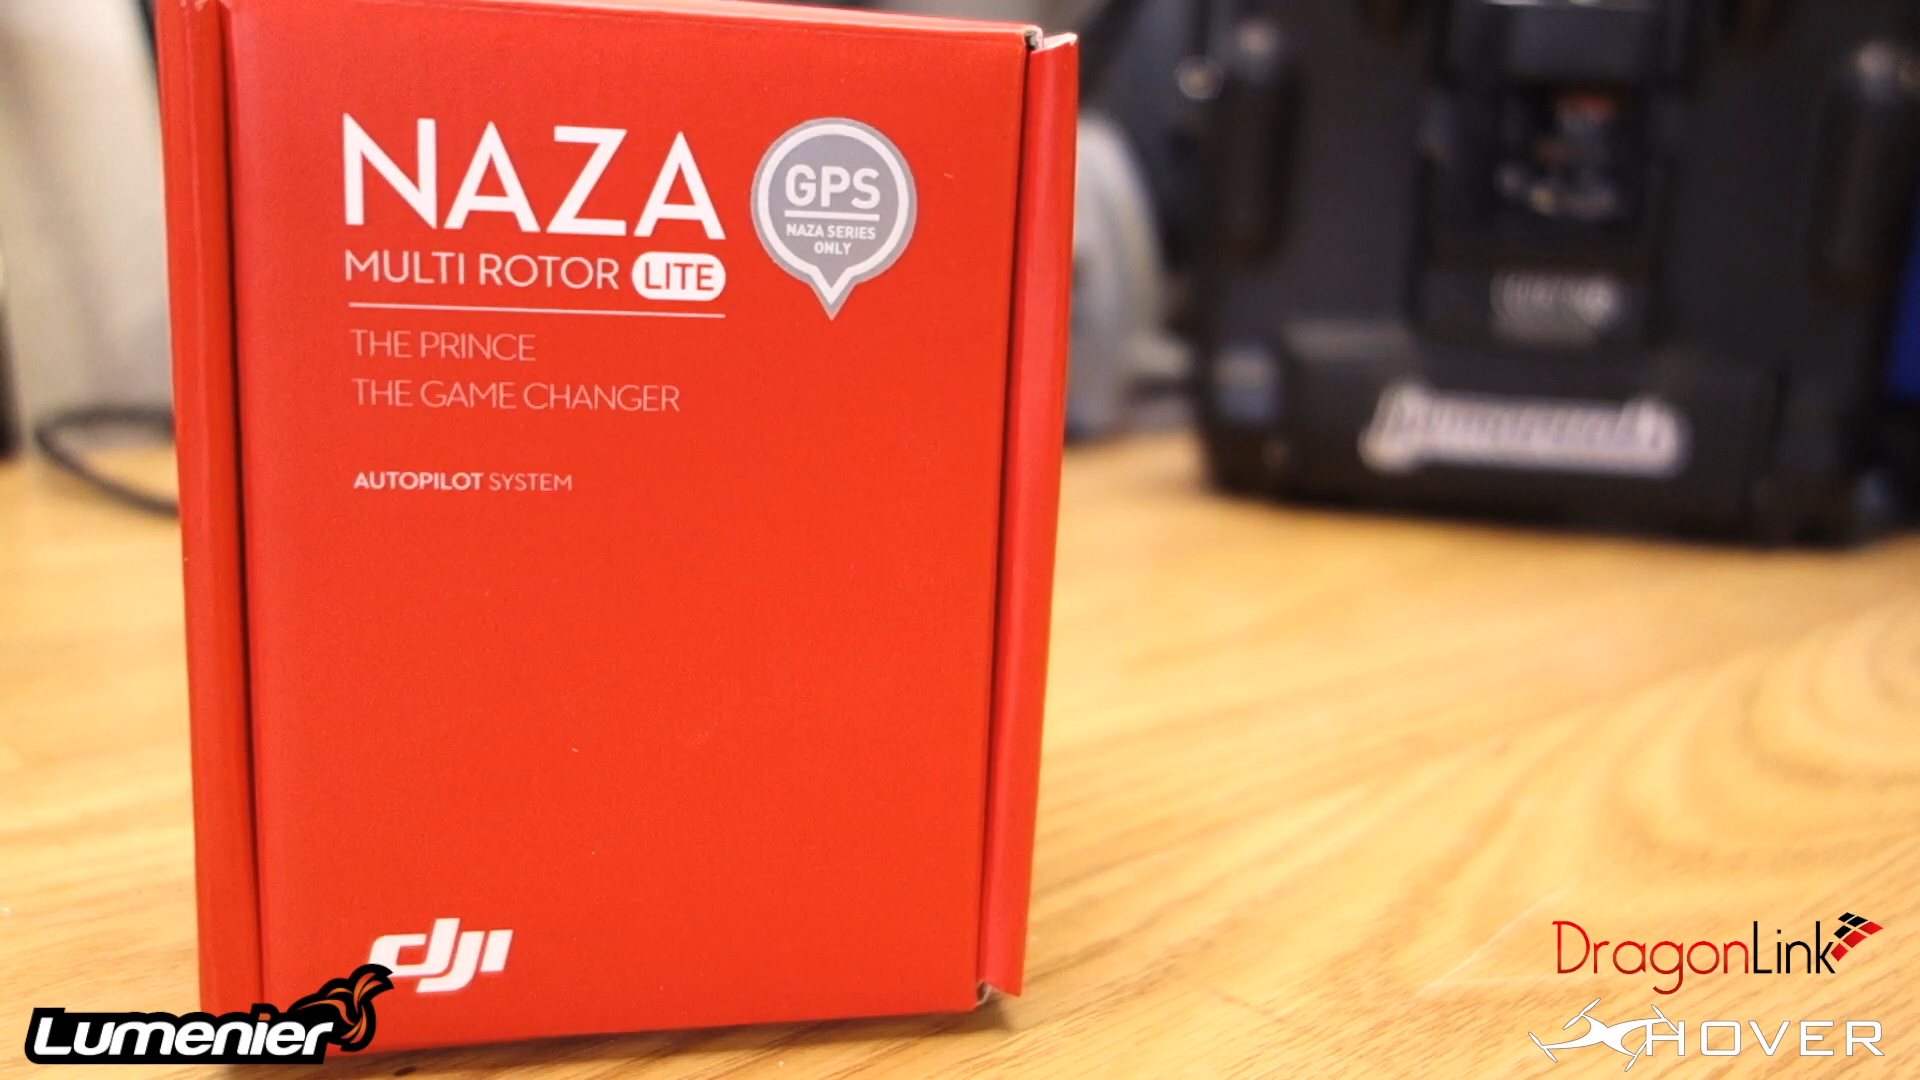 NAZA
MULTI ROTOR LITE
THE PRINCE
THE GAME CHANGER
AUTOPILOT SYSTEM
GPS
NAZA SERIES
ONLY
dji
Lumenier
DragonLink
HOVER